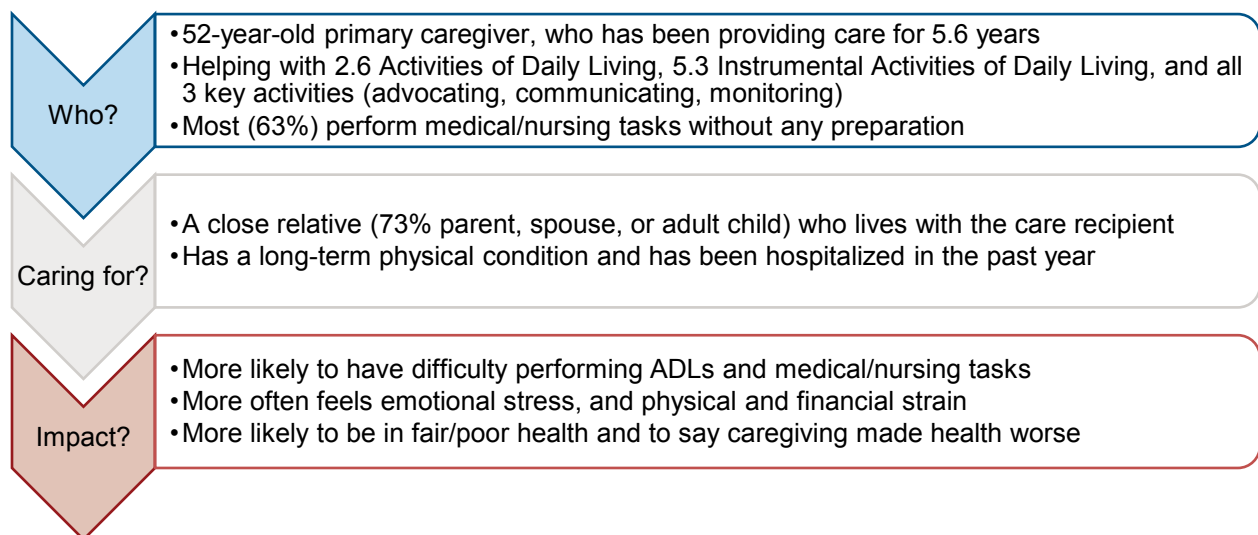 Who?
•52-year-old primary caregiver, who has been providing care for 5.6 years
•Helping with 2.6 Activities of Daily Living, 5.3 Instrumental Activities of Daily Living, and all
3 key activities (advocating, communicating, monitoring)
•Most (63%) perform medical/nursing tasks without any preparation
Caring for?
•A close relative (73% parent, spouse, or adult child) who lives with the care recipient
•Has a long-term physical condition and has been hospitalized in the past year
Impact?
•More likely to have difficulty performing ADLs and medical/nursing tasks
•More often feels emotional stress, and physical and financial strain
•More likely to be in fair/poor health and to say caregiving made health worse